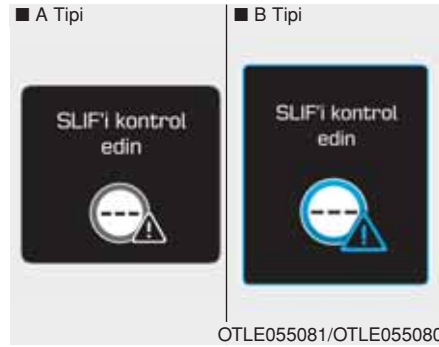 ■ A Tipi
■ B Tipi
SLIF'i kontrol
edin
---
SLIF'i kontrol
edin
---
OTLE055081/OTLE055080